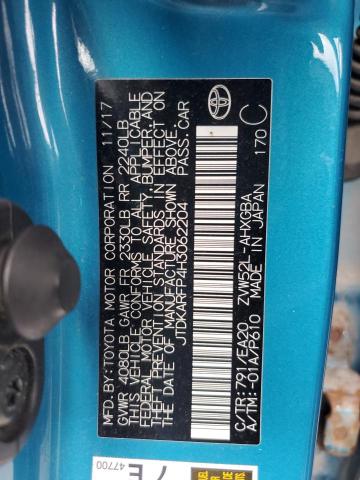 MFD.BY:TOYOTA MOTOR CORPORATION 11/17
GVWR 4080LB GAWR FR 2330LB RR 2240LB
THIS VEHICLE CONFORMS TO ALL APPLICABLE
FEDERAL MOTOR VEHICLE SAFETY, BUMPER, AND
THEFT PREVENTION STANDARDS IN EFFECT ON
THE DATE OF MANUFACTURE SHOWN ABOVE.
JTDKARFP4H3062204 PASS.CAR
C/TR:791/EA20 ZVW52L-AHXGBA
A/TM:-01A/P610 MADE IN JAPAN
170 C
47700